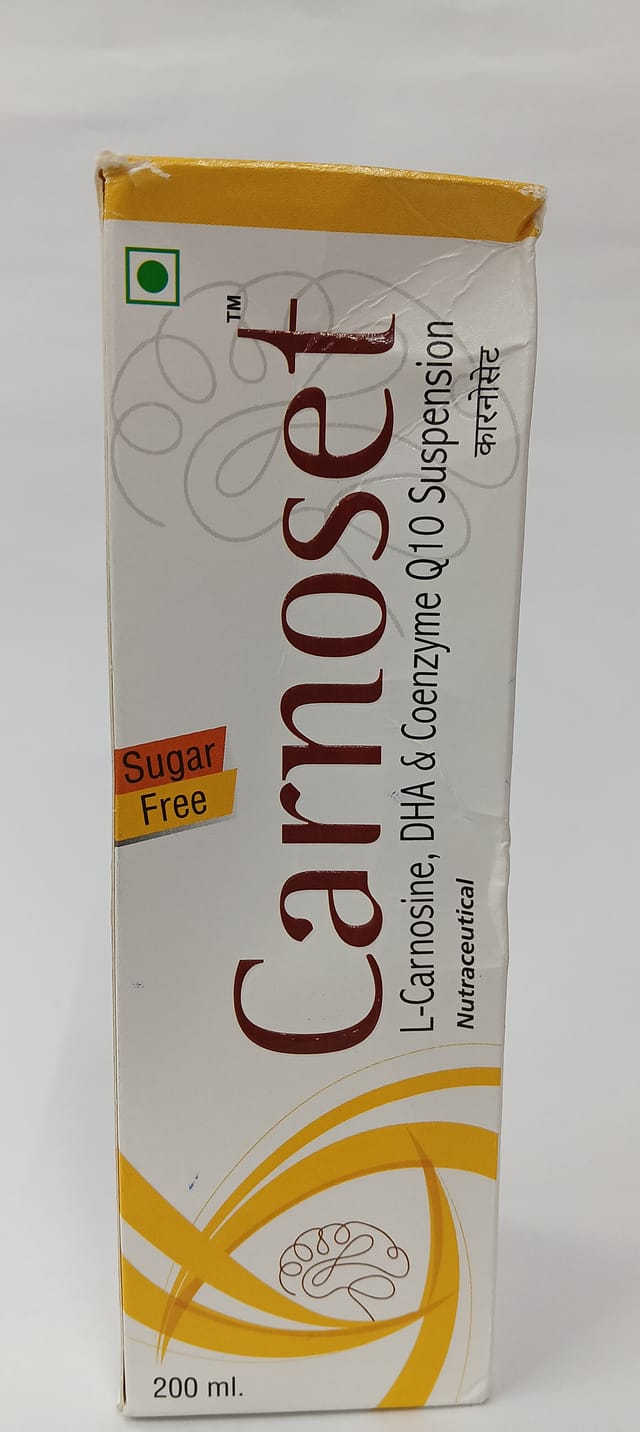 Sugar
Free
Carnoset™
L-Carnosine, DHA & Coenzyme Q10 Suspension
Nutraceutical
कारनोसेट
200 ml.